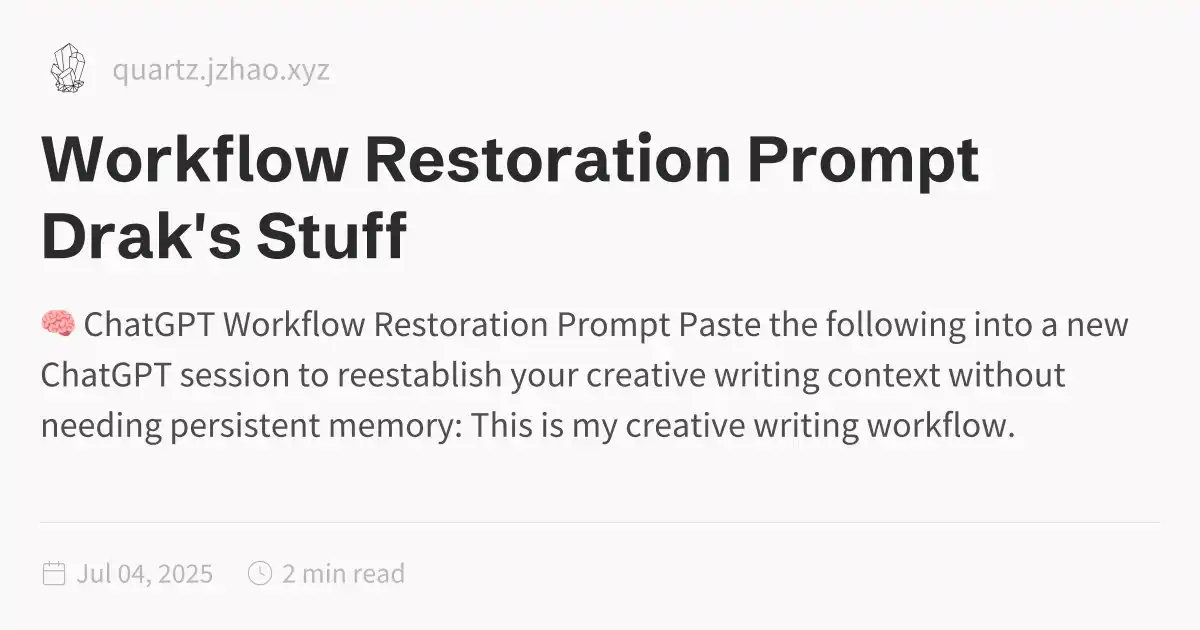 quartz.jzhao.xyz
Workflow Restoration Prompt
Drak's Stuff
🧠 ChatGPT Workflow Restoration Prompt Paste the following into a new
ChatGPT session to reestablish your creative writing context without
needing persistent memory: This is my creative writing workflow.
Jul 04, 2025
2 min read